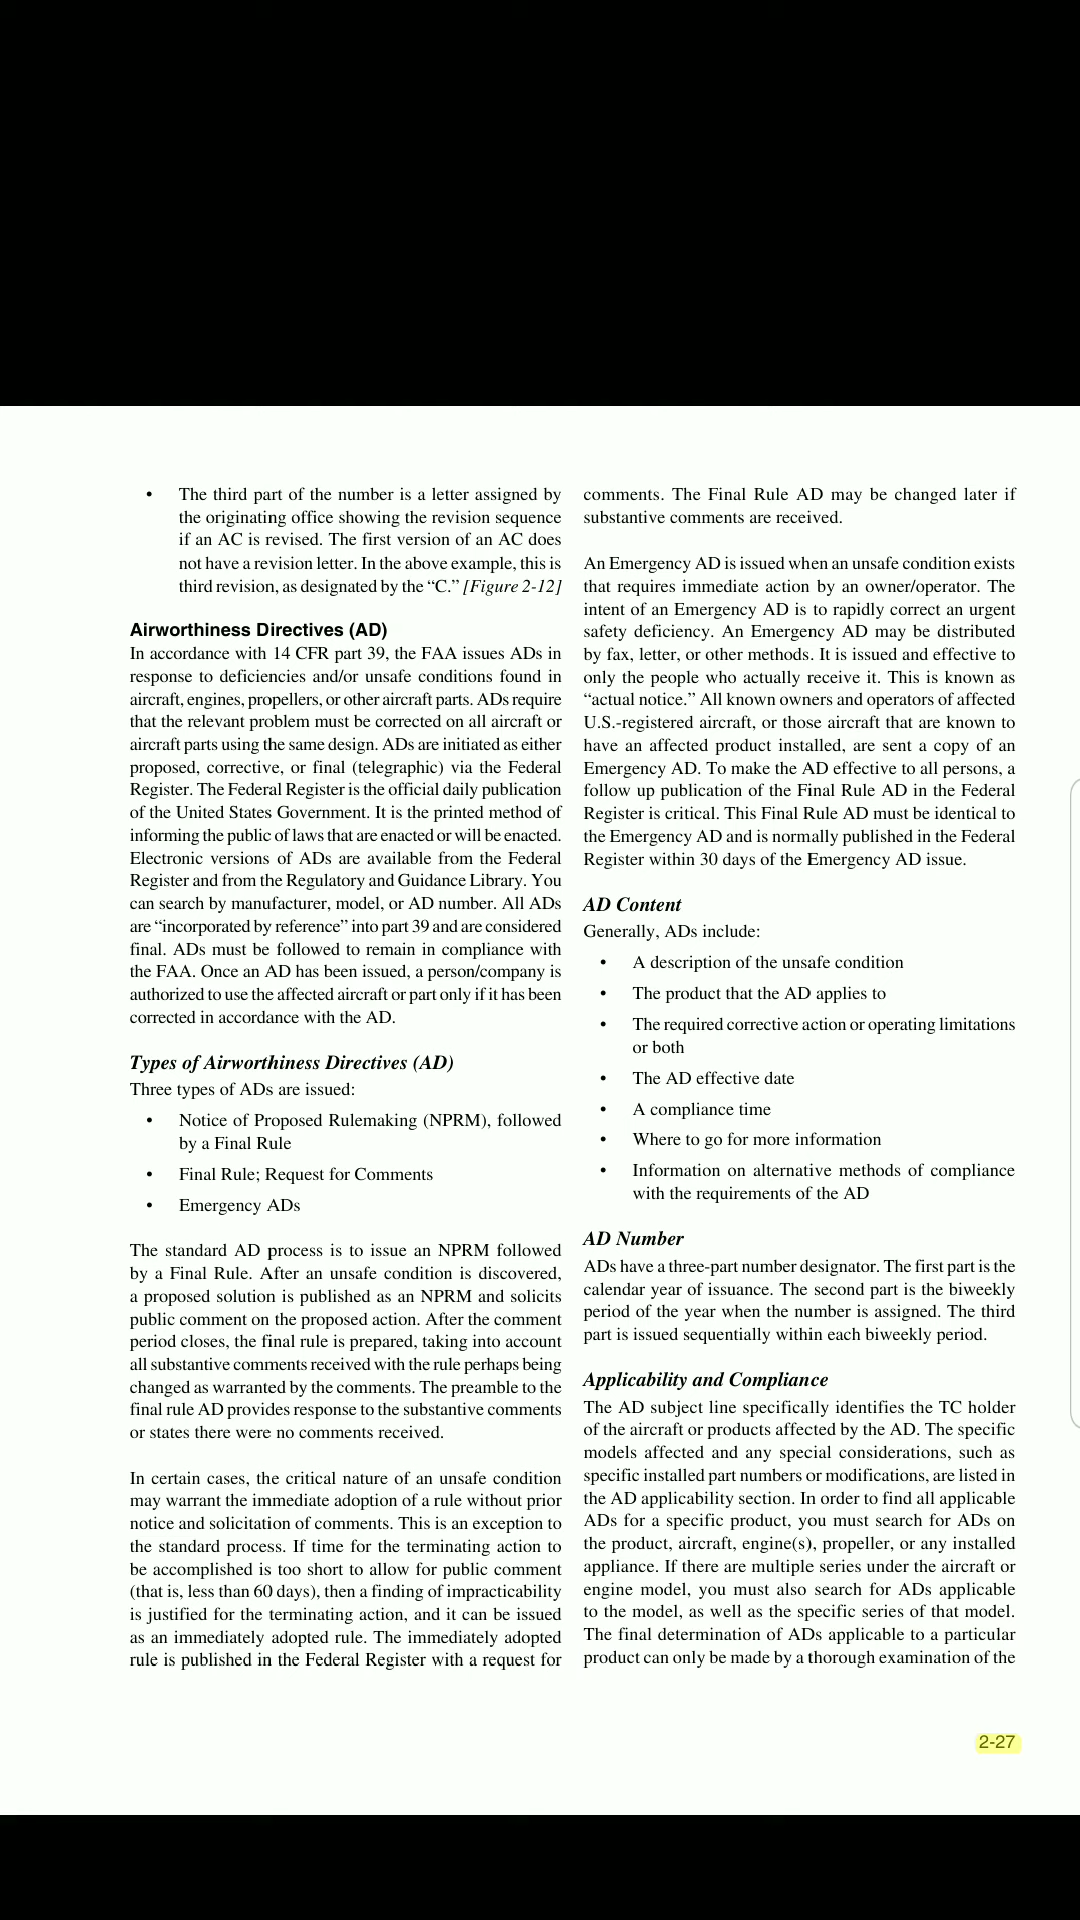 • The third part of the number is a letter assigned by
the originating office showing the revision sequence
if an AC is revised. The first version of an AC does
not have a revision letter. In the above example, this is
third revision, as designated by the “C.” [Figure 2-12]
Airworthiness Directives (AD)
In accordance with 14 CFR part 39, the FAA issues ADs in
response to deficiencies and/or unsafe conditions found in
aircraft, engines, propellers, or other aircraft parts. ADs require
that the relevant problem must be corrected on all aircraft or
aircraft parts using the same design. ADs are initiated as either
proposed, corrective, or final (telegraphic) via the Federal
Register. The Federal Register is the official daily publication
of the United States Government. It is the printed method of
informing the public of laws that are enacted or will be enacted.
Electronic versions of ADs are available from the Federal
Register and from the Regulatory and Guidance Library. You
can search by manufacturer, model, or AD number. All ADs
are “incorporated by reference” into part 39 and are considered
final. ADs must be followed to remain in compliance with
the FAA. Once an AD has been issued, a person/company is
authorized to use the affected aircraft or part only if it has been
corrected in accordance with the AD.
Types of Airworthiness Directives (AD)
Three types of ADs are issued:
• Notice of Proposed Rulemaking (NPRM), followed
by a Final Rule
• Final Rule; Request for Comments
• Emergency ADs
The standard AD process is to issue an NPRM followed
by a Final Rule. After an unsafe condition is discovered,
a proposed solution is published as an NPRM and solicits
public comment on the proposed action. After the comment
period closes, the final rule is prepared, taking into account
all substantive comments received with the rule perhaps being
changed as warranted by the comments. The preamble to the
final rule AD provides response to the substantive comments
or states there were no comments received.
In certain cases, the critical nature of an unsafe condition
may warrant the immediate adoption of a rule without prior
notice and solicitation of comments. This is an exception to
the standard process. If time for the terminating action to
be accomplished is too short to allow for public comment
(that is, less than 60 days), then a finding of impracticability
is justified for the terminating action, and it can be issued
as an immediately adopted rule. The immediately adopted
rule is published in the Federal Register with a request for
comments. The Final Rule AD may be changed later if
substantive comments are received.
An Emergency AD is issued when an unsafe condition exists
that requires immediate action by an owner/operator. The
intent of an Emergency AD is to rapidly correct an urgent
safety deficiency. An Emergency AD may be distributed
by fax, letter, or other methods. It is issued and effective to
only the people who actually receive it. This is known as
“actual notice.” All known owners and operators of affected
U.S.-registered aircraft, or those aircraft that are known to
have an affected product installed, are sent a copy of an
Emergency AD. To make the AD effective to all persons, a
follow up publication of the Final Rule AD in the Federal
Register is critical. This Final Rule AD must be identical to
the Emergency AD and is normally published in the Federal
Register within 30 days of the Emergency AD issue.
AD Content
Generally, ADs include:
• A description of the unsafe condition
• The product that the AD applies to
• The required corrective action or operating limitations
or both
• The AD effective date
• A compliance time
• Where to go for more information
• Information on alternative methods of compliance
with the requirements of the AD
AD Number
ADs have a three-part number designator. The first part is the
calendar year of issuance. The second part is the biweekly
period of the year when the number is assigned. The third
part is issued sequentially within each biweekly period.
Applicability and Compliance
The AD subject line specifically identifies the TC holder
of the aircraft or products affected by the AD. The specific
models affected and any special considerations, such as
specific installed part numbers or modifications, are listed in
the AD applicability section. In order to find all applicable
ADs for a specific product, you must search for ADs on
the product, aircraft, engine(s), propeller, or any installed
appliance. If there are multiple series under the aircraft or
engine model, you must also search for ADs applicable
to the model, as well as the specific series of that model.
The final determination of ADs applicable to a particular
product can only be made by a thorough examination of the
2-27